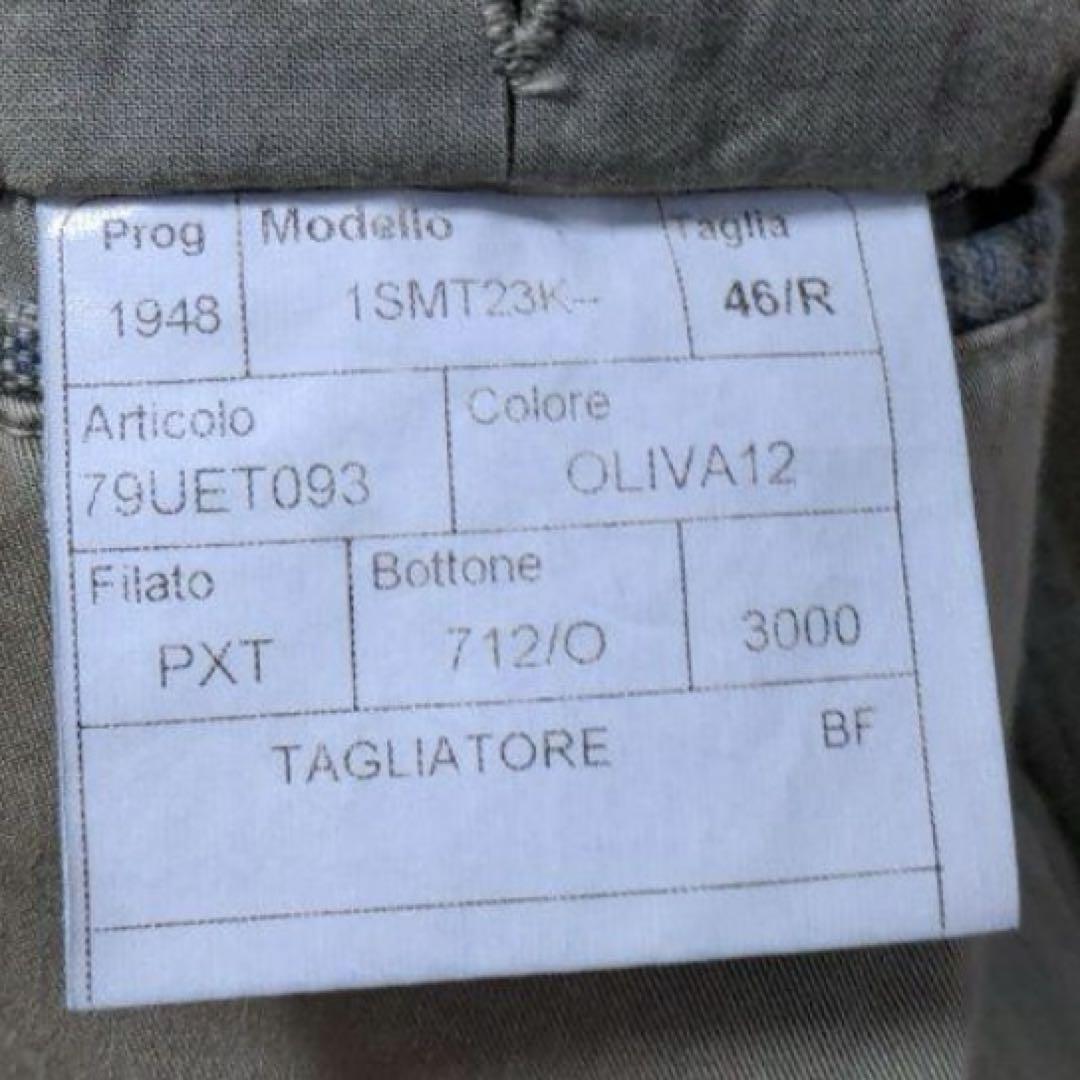 Prog Modello Taglia
1948 1SMT23K-- 46/R
Articolo Colore
79UET093 OLIVA12
Filato Bottone
PXT 712/O 3000
TAGLIATORE BF